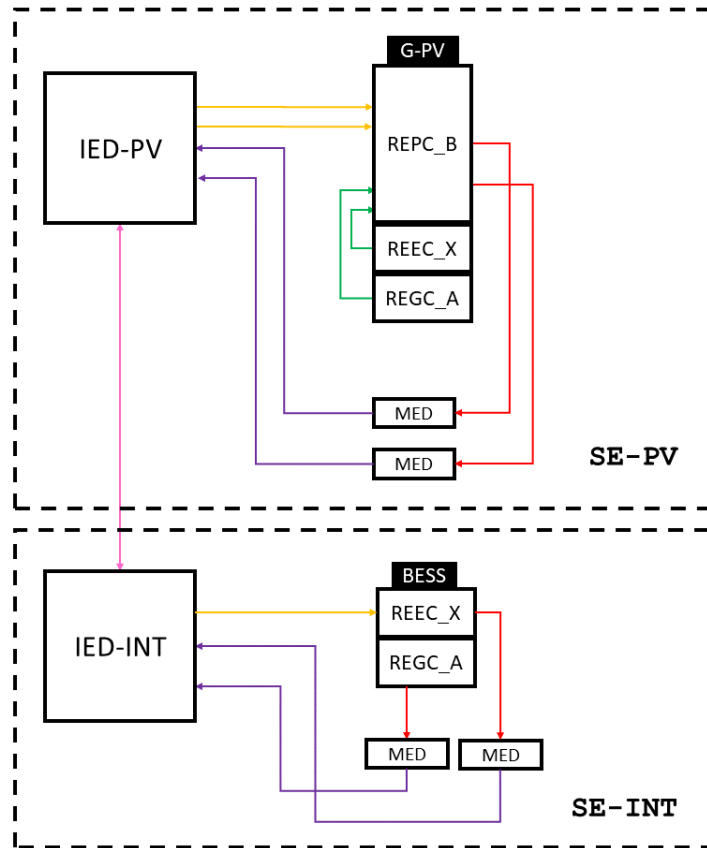 G-PV
IED-PV
REPC_B
REEC_X
REGC_A
MED
MED
SE-PV
BESS
IED-INT
REEC_X
REGC_A
MED
MED
SE-INT